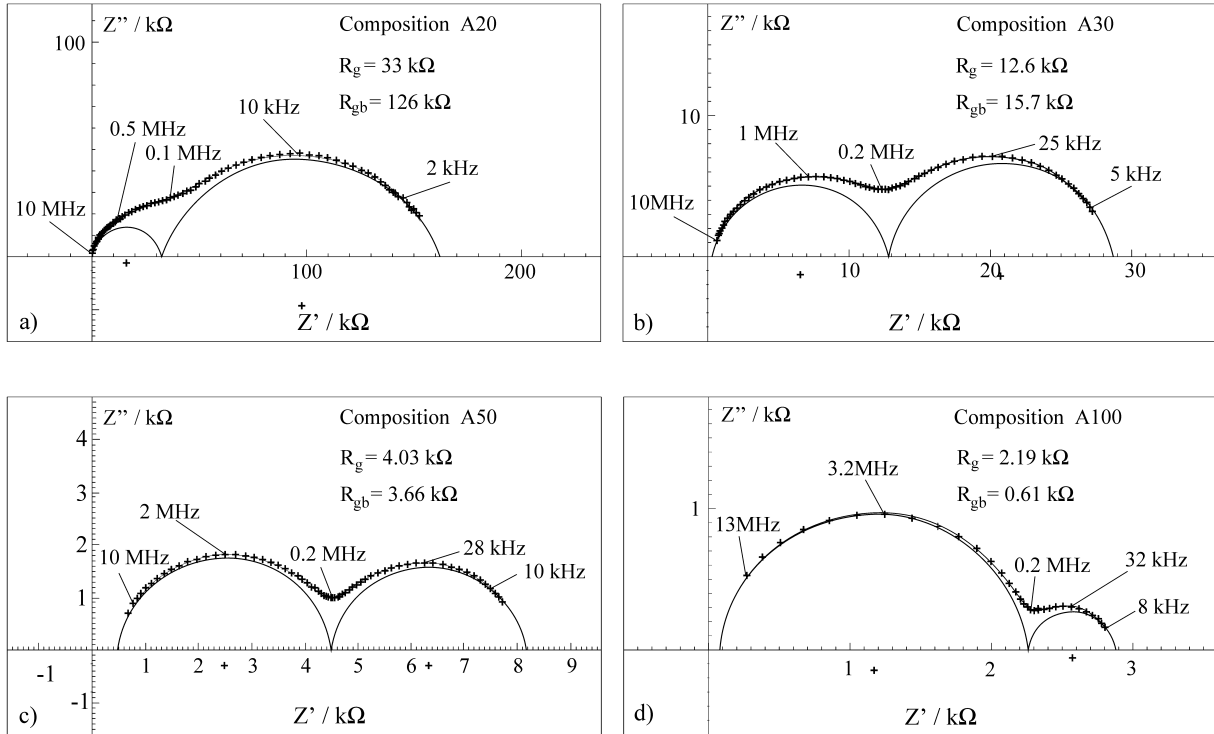 Z’’ / kΩ
Composition A20
100
R_g = 33 kΩ
10 kHz
R_gb = 126 kΩ
0.5 MHz
0.1 MHz
2 kHz
10 MHz
100
200
a)
Z’ / kΩ
Z’’ / kΩ
Composition A30
R_g = 12.6 kΩ
10
R_gb = 15.7 kΩ
1 MHz
0.2 MHz
25 kHz
5 kHz
10MHz
10
20
30
b)
Z’ / kΩ
Z’’ / kΩ
Composition A50
4
R_g = 4.03 kΩ
3
R_gb = 3.66 kΩ
2 MHz
2
10 MHz
0.2 MHz
28 kHz
10 kHz
1
-1 1 2 3 4 5 6 7 8 9
-1
c)
Z’ / kΩ
Z’’ / kΩ
Composition A100
R_g = 2.19 kΩ
3.2MHz
R_gb = 0.61 kΩ
1
13MHz
0.2 MHz
32 kHz
8 kHz
1 2 3
d)
Z’ / kΩ